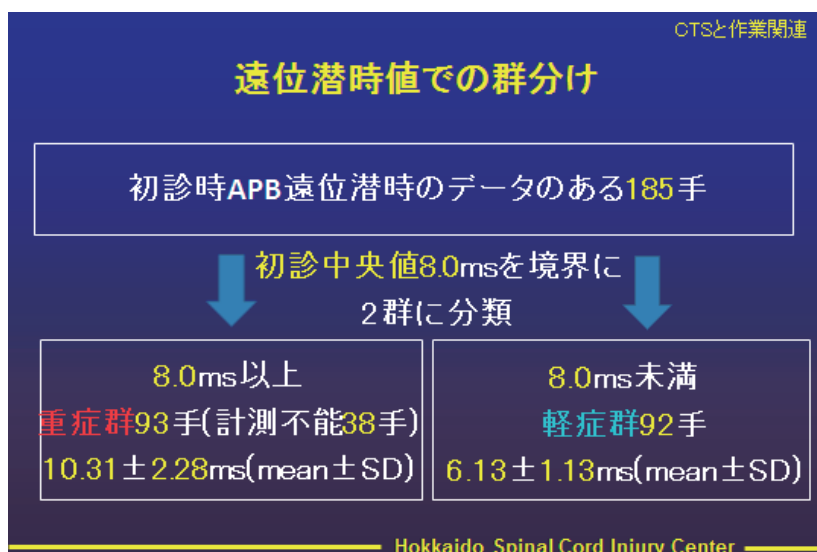 CTSと作業関連
遠位潜時値での群分け
初診時APB遠位潜時のデータのある185手
初診中央値8.0msを境界に
2群に分類
8.0ms以上
重症群93手(計測不能38手)
10.31±2.28ms(mean±SD)
8.0ms未満
軽症群92手
6.13±1.13ms(mean±SD)
Hokkaido Spinal Cord Injury Center